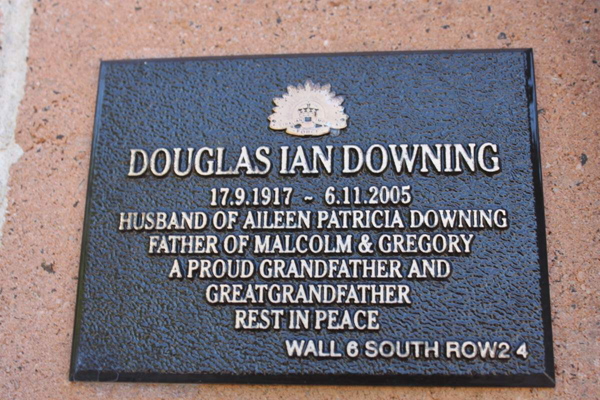 DOUGLAS IAN DOWNING
17.9.1917 ~ 6.11.2005
HUSBAND OF AILEEN PATRICIA DOWNING
FATHER OF MALCOLM & GREGORY
A PROUD GRANDFATHER AND
GREATGRANDFATHER
REST IN PEACE
WALL 6 SOUTH ROW2 4